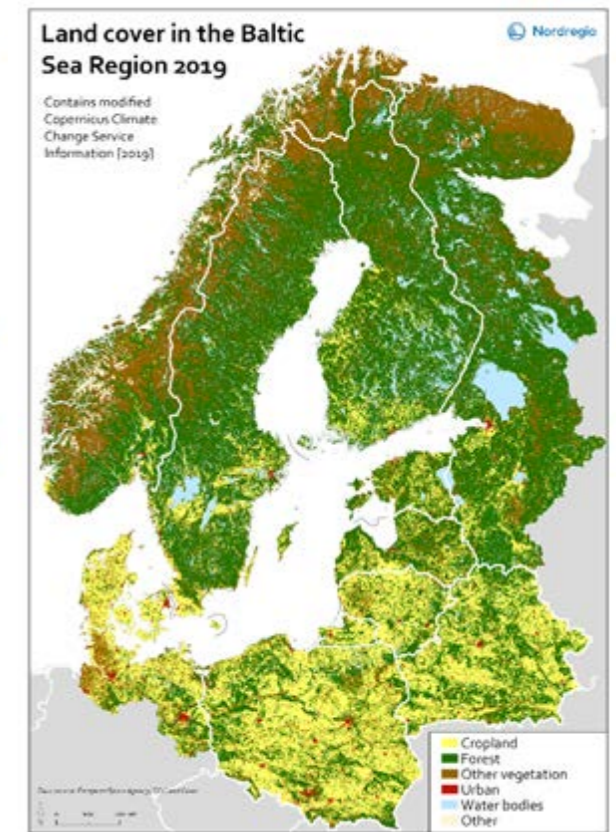 Land cover in the Baltic
Sea Region 2019
Nordregio
Contains modified
Copernicus Climate
Change Service
Information [2019]
Cropland
Forest
Other vegetation
Urban
Water bodies
Other